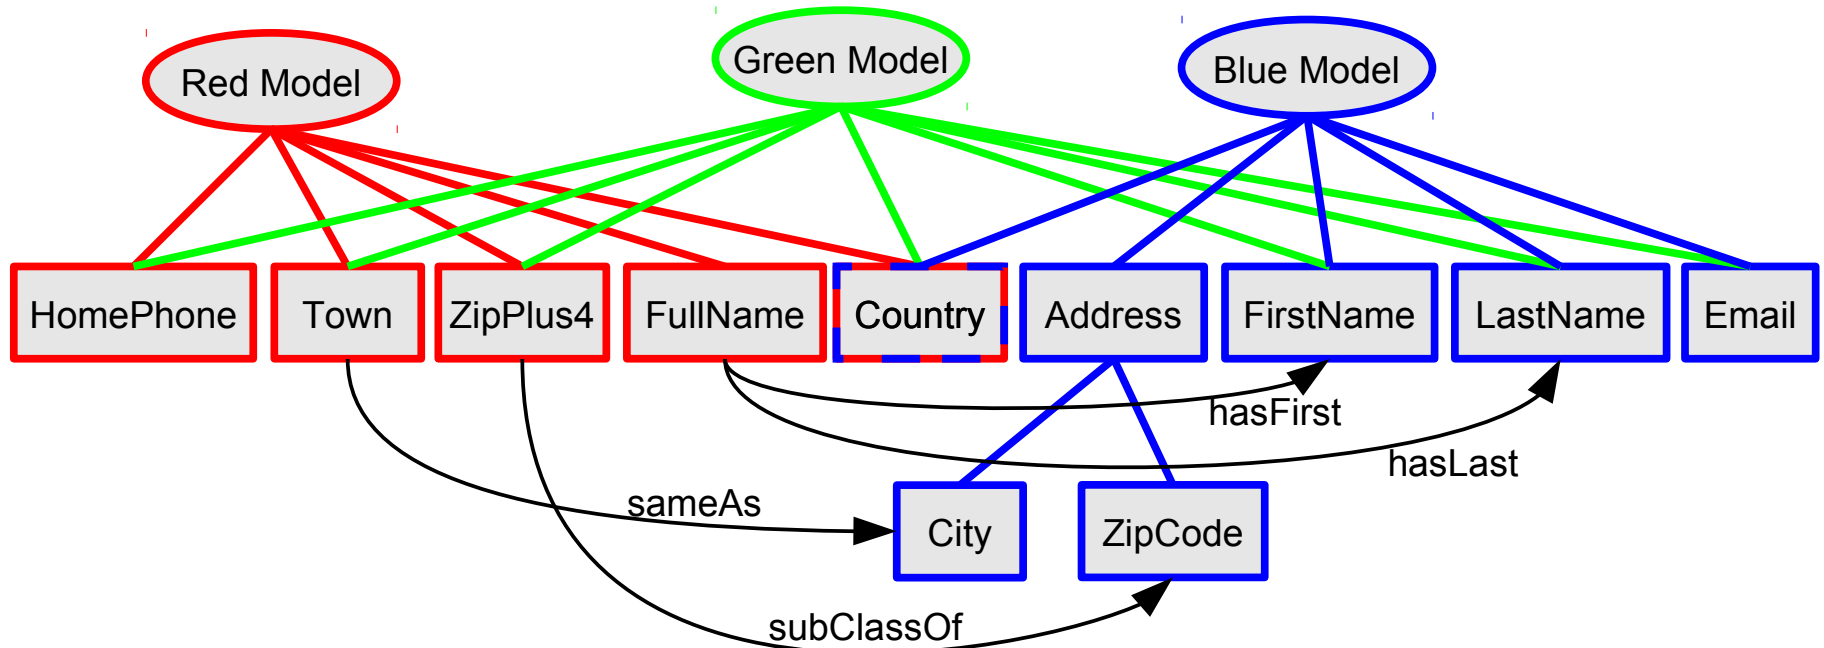 Red Model
Green Model
Blue Model
HomePhone
Town
ZipPlus4
FullName
Country
Address
FirstName
LastName
Email
hasFirst
hasLast
sameAs
City
ZipCode
subClassOf